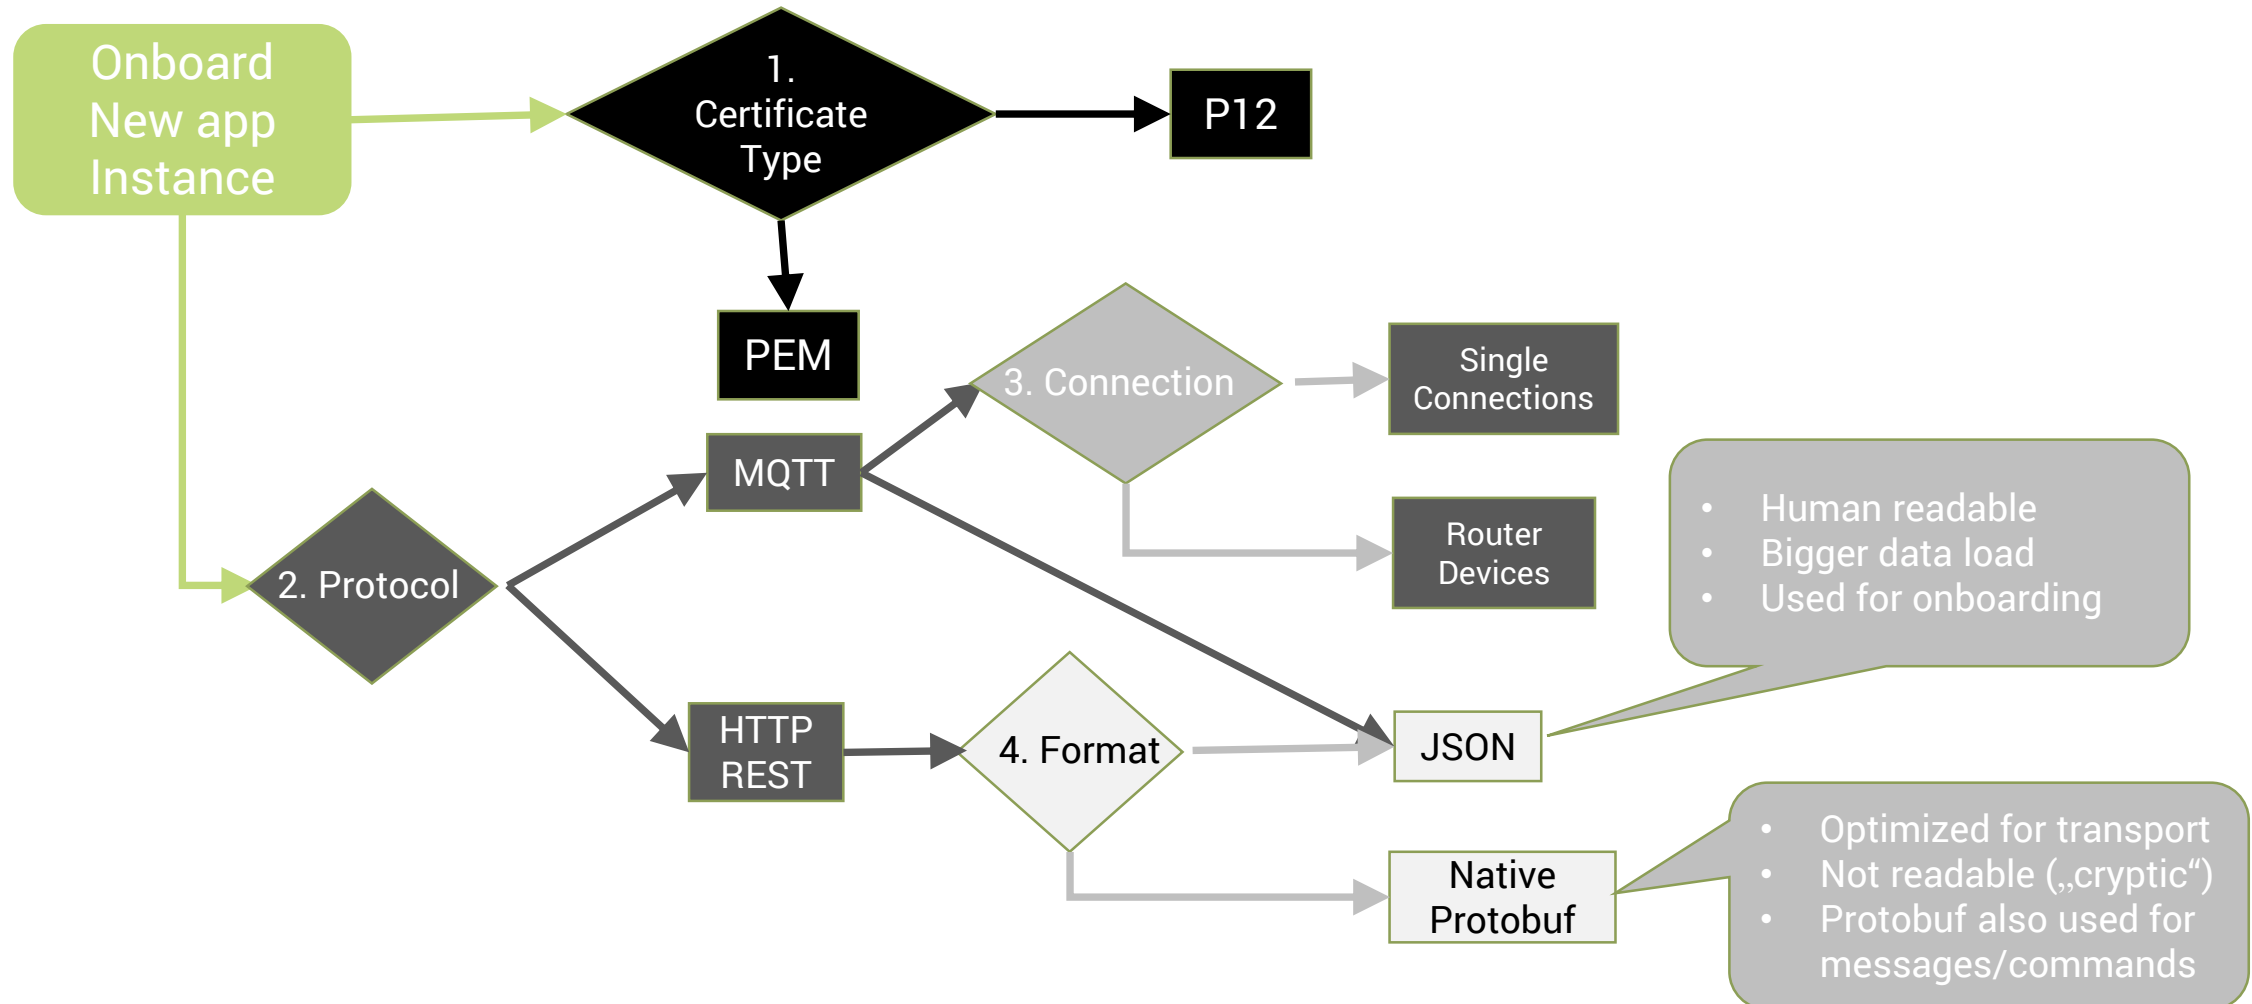 Onboard
New app
Instance
1.
Certificate
Type
P12
PEM
3. Connection
Single
Connections
MQTT
Router
Devices
• Human readable
• Bigger data load
• Used for onboarding
2. Protocol
HTTP
REST
4. Format
JSON
Native
Protobuf
• Optimized for transport
• Not readable („cryptic“)
• Protobuf also used for
messages/commands